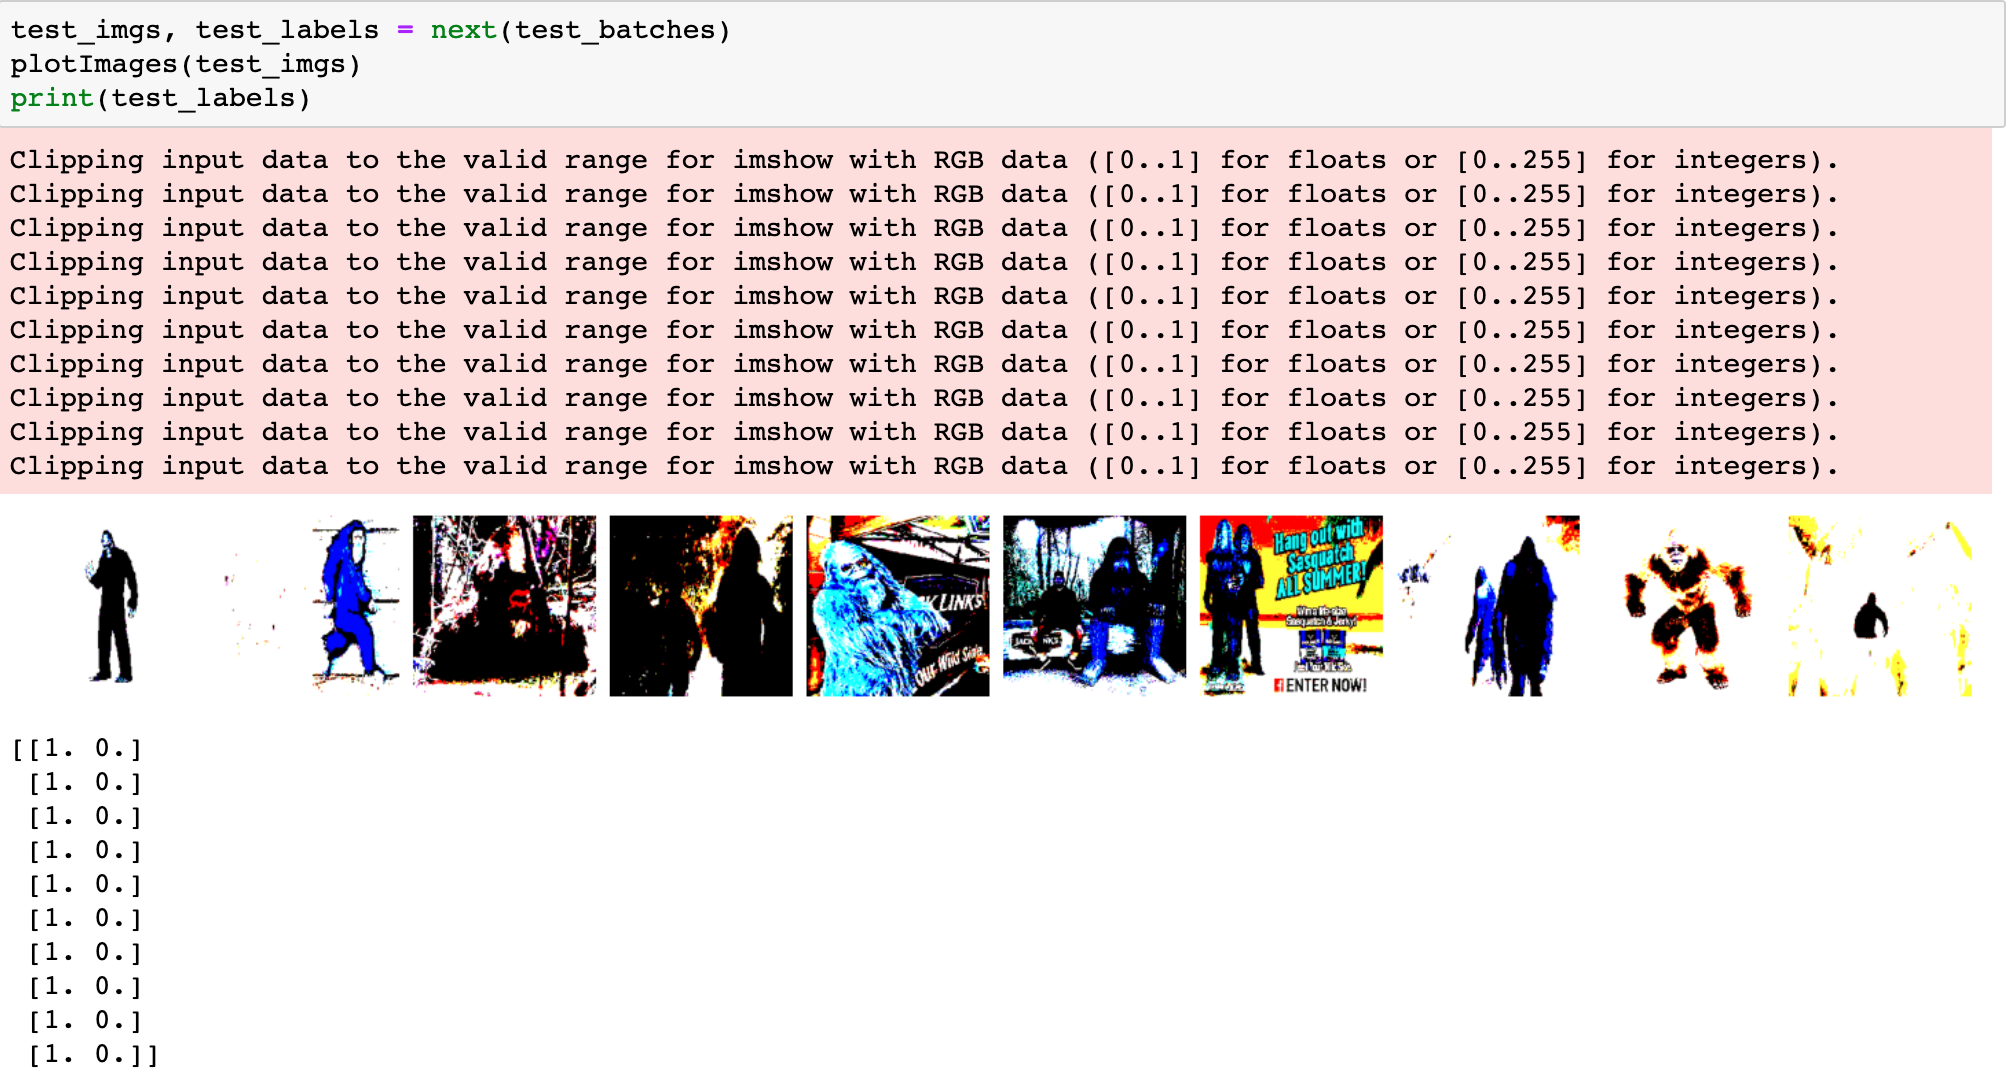 test_imgs, test_labels = next(test_batches)
plotImages(test_imgs)
print(test_labels)
Clipping input data to the valid range for imshow with RGB data ([0..1] for floats or [0..255] for integers).
Clipping input data to the valid range for imshow with RGB data ([0..1] for floats or [0..255] for integers).
Clipping input data to the valid range for imshow with RGB data ([0..1] for floats or [0..255] for integers).
Clipping input data to the valid range for imshow with RGB data ([0..1] for floats or [0..255] for integers).
Clipping input data to the valid range for imshow with RGB data ([0..1] for floats or [0..255] for integers).
Clipping input data to the valid range for imshow with RGB data ([0..1] for floats or [0..255] for integers).
Clipping input data to the valid range for imshow with RGB data ([0..1] for floats or [0..255] for integers).
Clipping input data to the valid range for imshow with RGB data ([0..1] for floats or [0..255] for integers).
Clipping input data to the valid range for imshow with RGB data ([0..1] for floats or [0..255] for integers).
Clipping input data to the valid range for imshow with RGB data ([0..1] for floats or [0..255] for integers).
K LINKS
Our Wild Side
JACK
Hang out with
Sasquatch
ALL SUMMER!
Sasquatch & Jerky!
ENTER NOW!
[[1. 0.]
[1. 0.]
[1. 0.]
[1. 0.]
[1. 0.]
[1. 0.]
[1. 0.]
[1. 0.]
[1. 0.]
[1. 0.]]